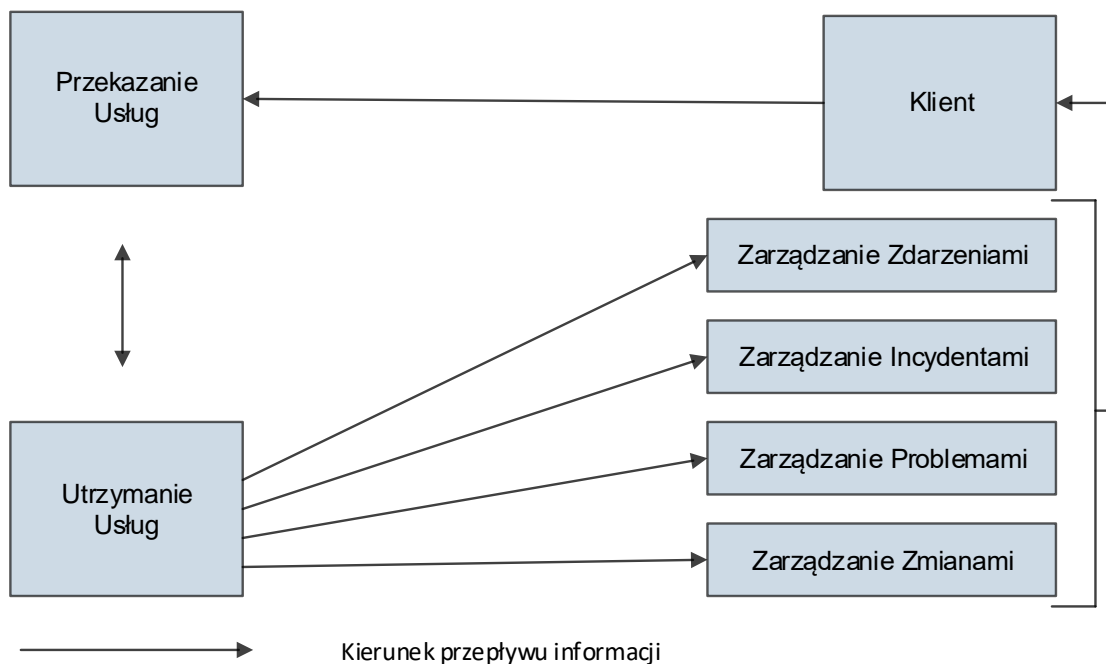 Przekazanie
Usług
Klient
Zarządzanie Zdarzeniami
Zarządzanie Incydentami
Zarządzanie Problemami
Zarządzanie Zmianami
Utrzymanie
Usług
Kierunek przepływu informacji